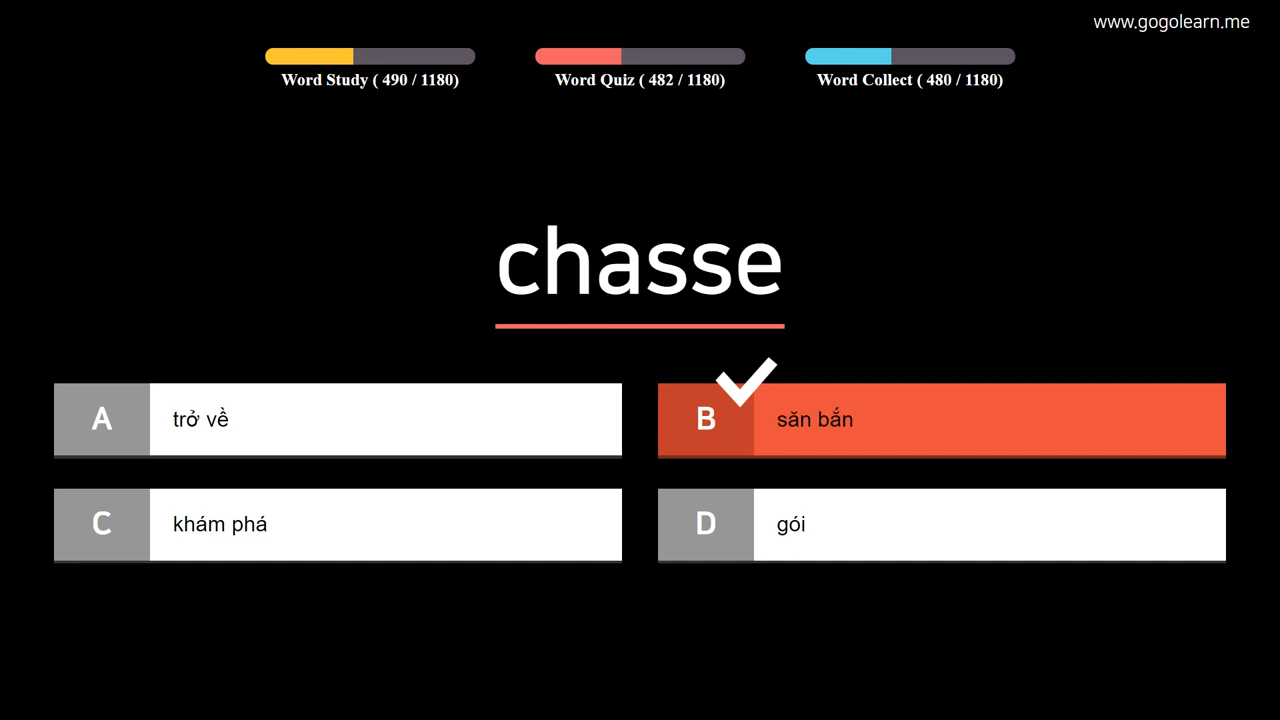 www.gogolearn.me
Word Study ( 490 / 1180)
Word Quiz ( 482 / 1180)
Word Collect ( 480 / 1180)
chasse
A trở về
B săn bắn
C khám phá
D gói